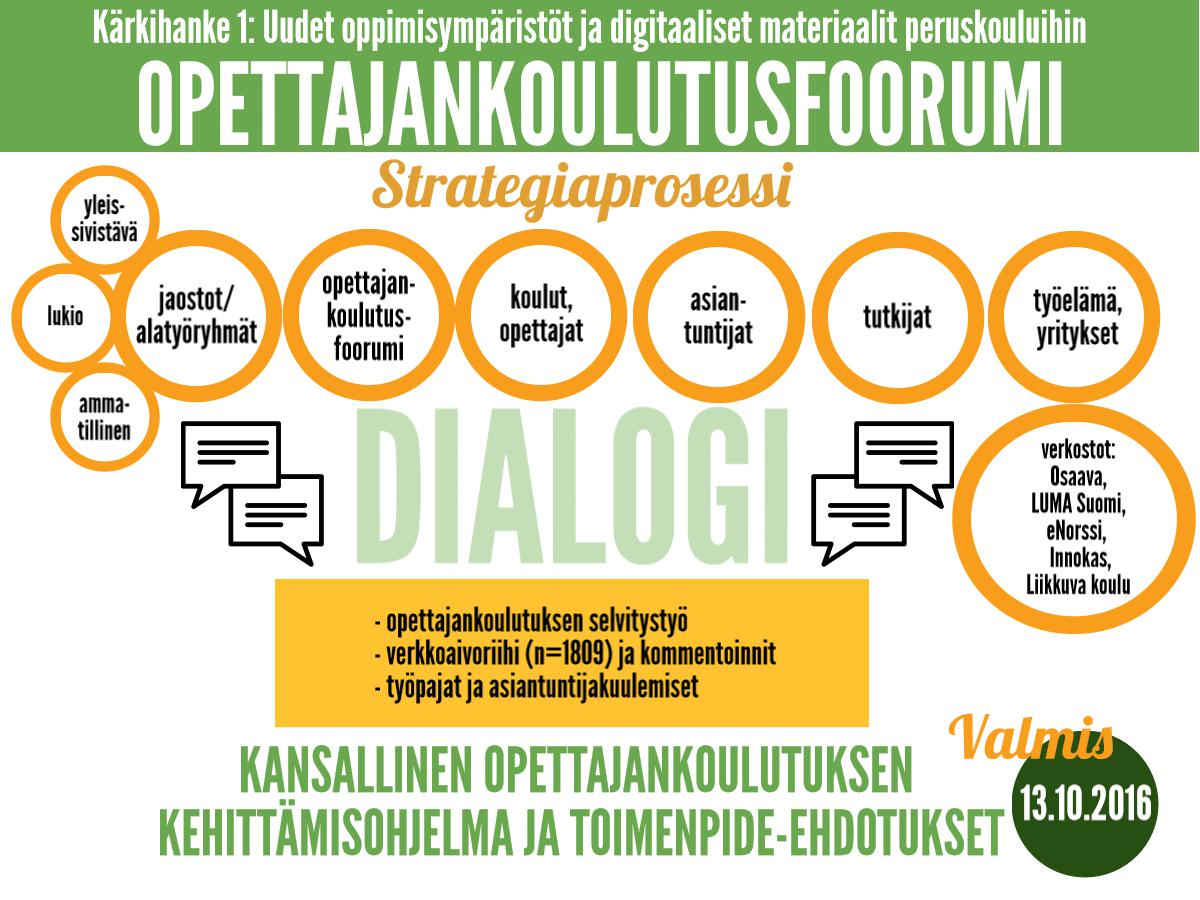 Kärkihanke 1: Uudet oppimisympäristöt ja digitaaliset materiaalit peruskouluihin
OPETTAJANKOULUTUSFOORUMI
Strategiaprosessi
yleis-
sivistävä
lukio
amma-
tillinen
jaostot/
alatyöryhmät
opettajan-
koulutus-
foorumi
koulut,
opettajat
asian-
tuntijat
tutkijat
työelämä,
yritykset
verkostot:
Osaava,
LUMA Suomi,
eNorssi,
Innokas,
Liikkuva koulu
DIALOGI
- opettajankoulutuksen selvitystyö
- verkkoaivoriihi (n=1809) ja kommentoinnit
- työpajat ja asiantuntijakuulemiset
KANSALLINEN OPETTAJANKOULUTUKSEN
KEHITTÄMISOHJELMA JA TOIMENPIDE-EHDOTUKSET
Valmis
13.10.2016